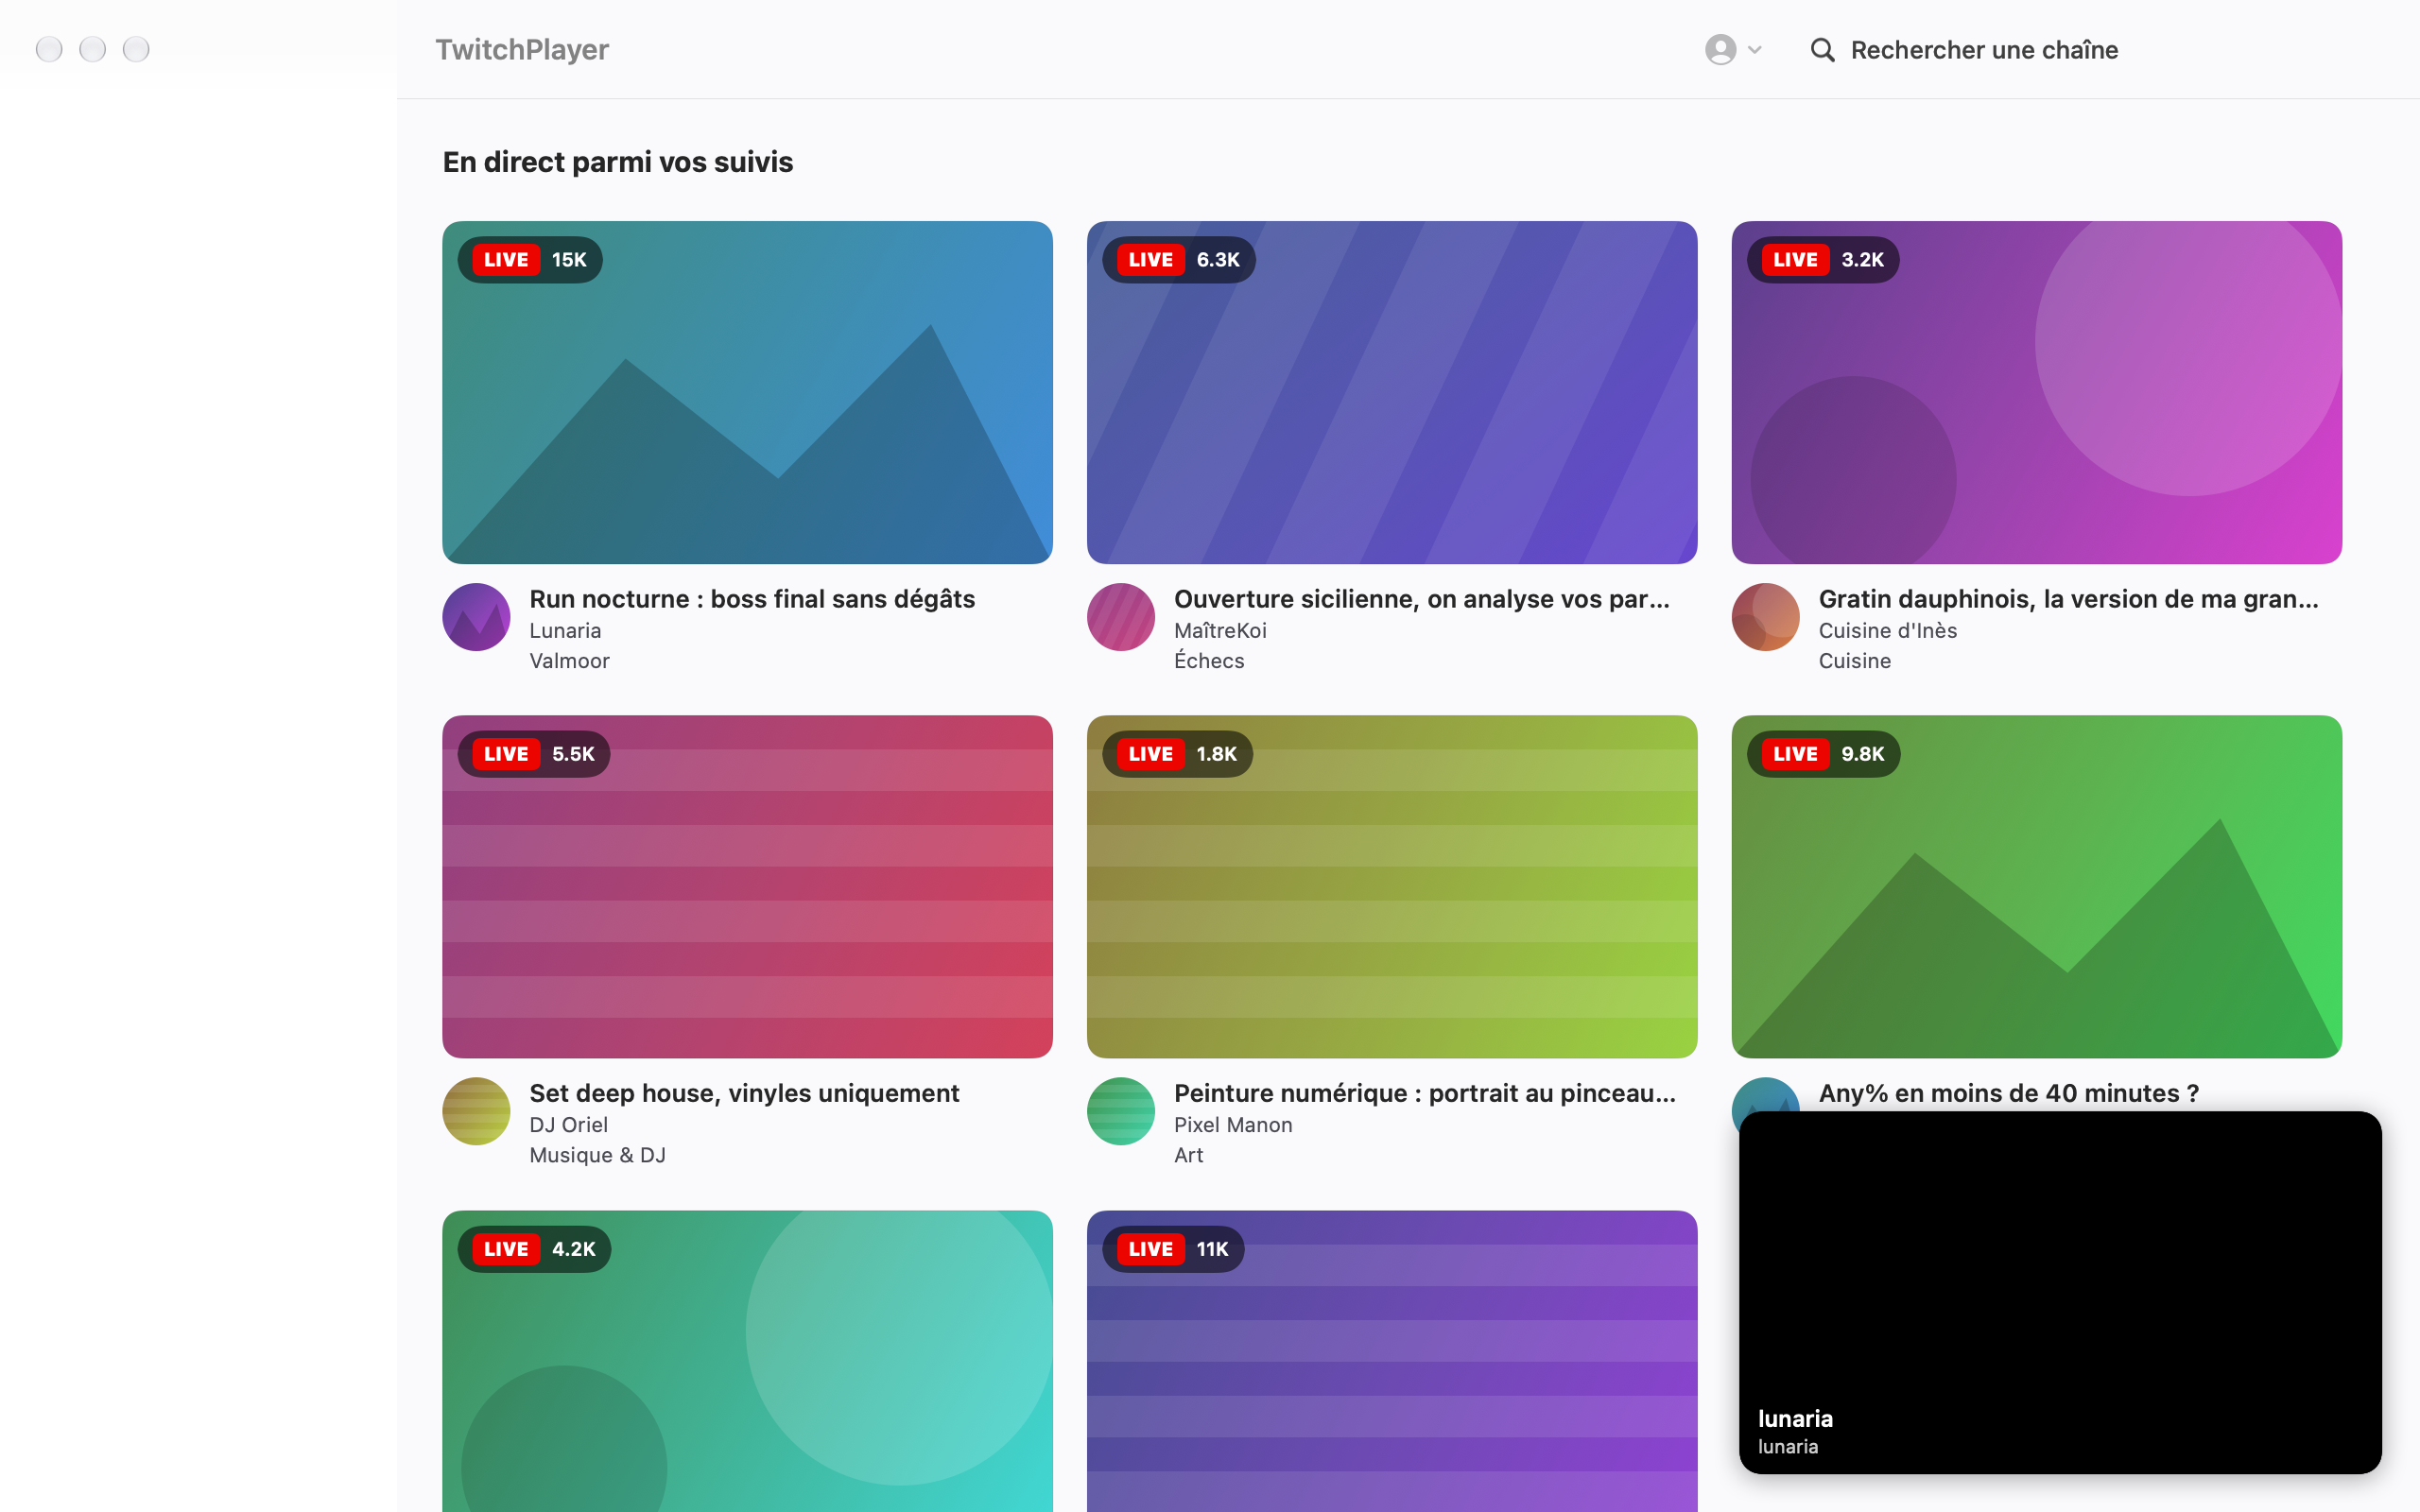 TwitchPlayer
Rechercher une chaîne
En direct parmi vos suivis
LIVE 15K
LIVE 6.3K
LIVE 3.2K
Run nocturne : boss final sans dégâts
Lunaria
Valmoor
Ouverture sicilienne, on analyse vos par...
MaîtreKoi
Échecs
Gratin dauphinois, la version de ma gran...
Cuisine d'Inès
Cuisine
LIVE 5.5K
LIVE 1.8K
LIVE 9.8K
Set deep house, vinyles uniquement
DJ Oriel
Musique & DJ
Peinture numérique : portrait au pinceau...
Pixel Manon
Art
Any% en moins de 40 minutes ?
LIVE 4.2K
LIVE 11K
lunaria
lunaria